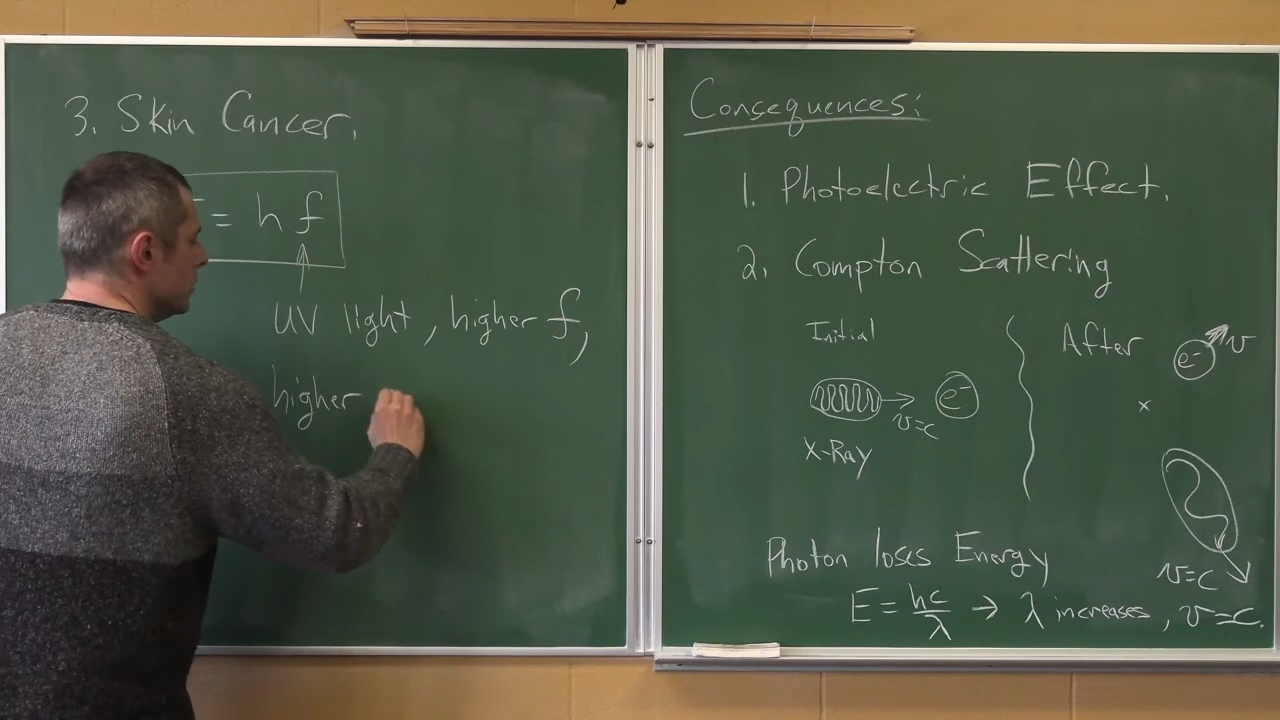 3. Skin Cancer.
= h f
UV light, higher f,
higher
Consequences:
1. Photoelectric Effect.
2. Compton Scattering
Initial
After
e⁻ v
e⁻
v=c
X-Ray
x
v=c
Photon loses Energy
E = hc/λ → λ increases, v=c.